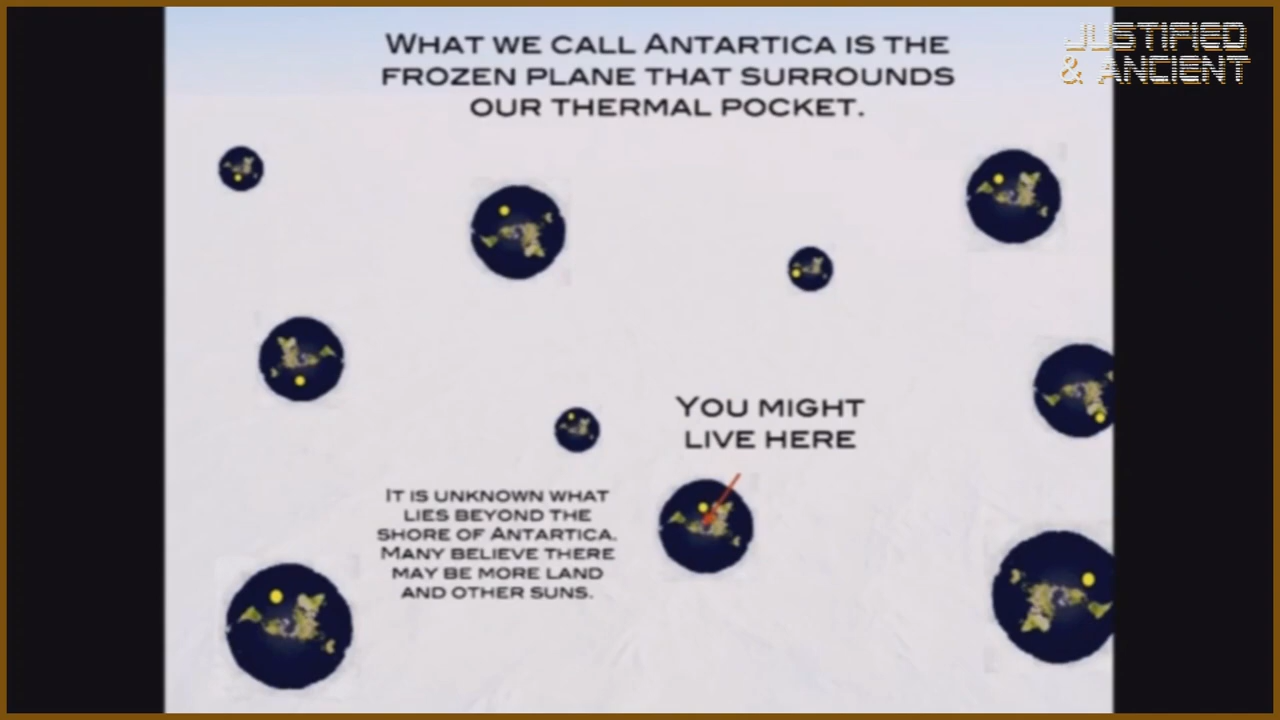 WHAT WE CALL ANTARTICA IS THE
FROZEN PLANE THAT SURROUNDS
OUR THERMAL POCKET.
JUSTIFIED
& ANCIENT
YOU MIGHT
LIVE HERE
IT IS UNKNOWN WHAT
LIES BEYOND THE
SHORE OF ANTARTICA.
MANY BELIEVE THERE
MAY BE MORE LAND
AND OTHER SUNS.